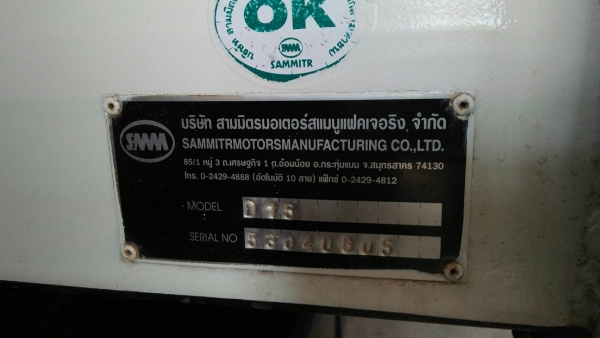 OK
SMM
SAMMITR
SMM
บริษัท สามมิตรมอเตอร์สแมนูแฟคเจอริง จำกัด
SAMMITRMOTORSMANUFACTURING CO.,LTD.
85/1 หมู่ 3 ถ.เศรษฐกิจ 1 ต.อ้อมน้อย อ.กระทุ่มแบน จ.สมุทรสาคร 74130
โทร. 0-2429-4888 (อัตโนมัติ 10 สาย) แฟ็กซ์ 0-2429-4812
MODEL
SERIAL NO 53040605